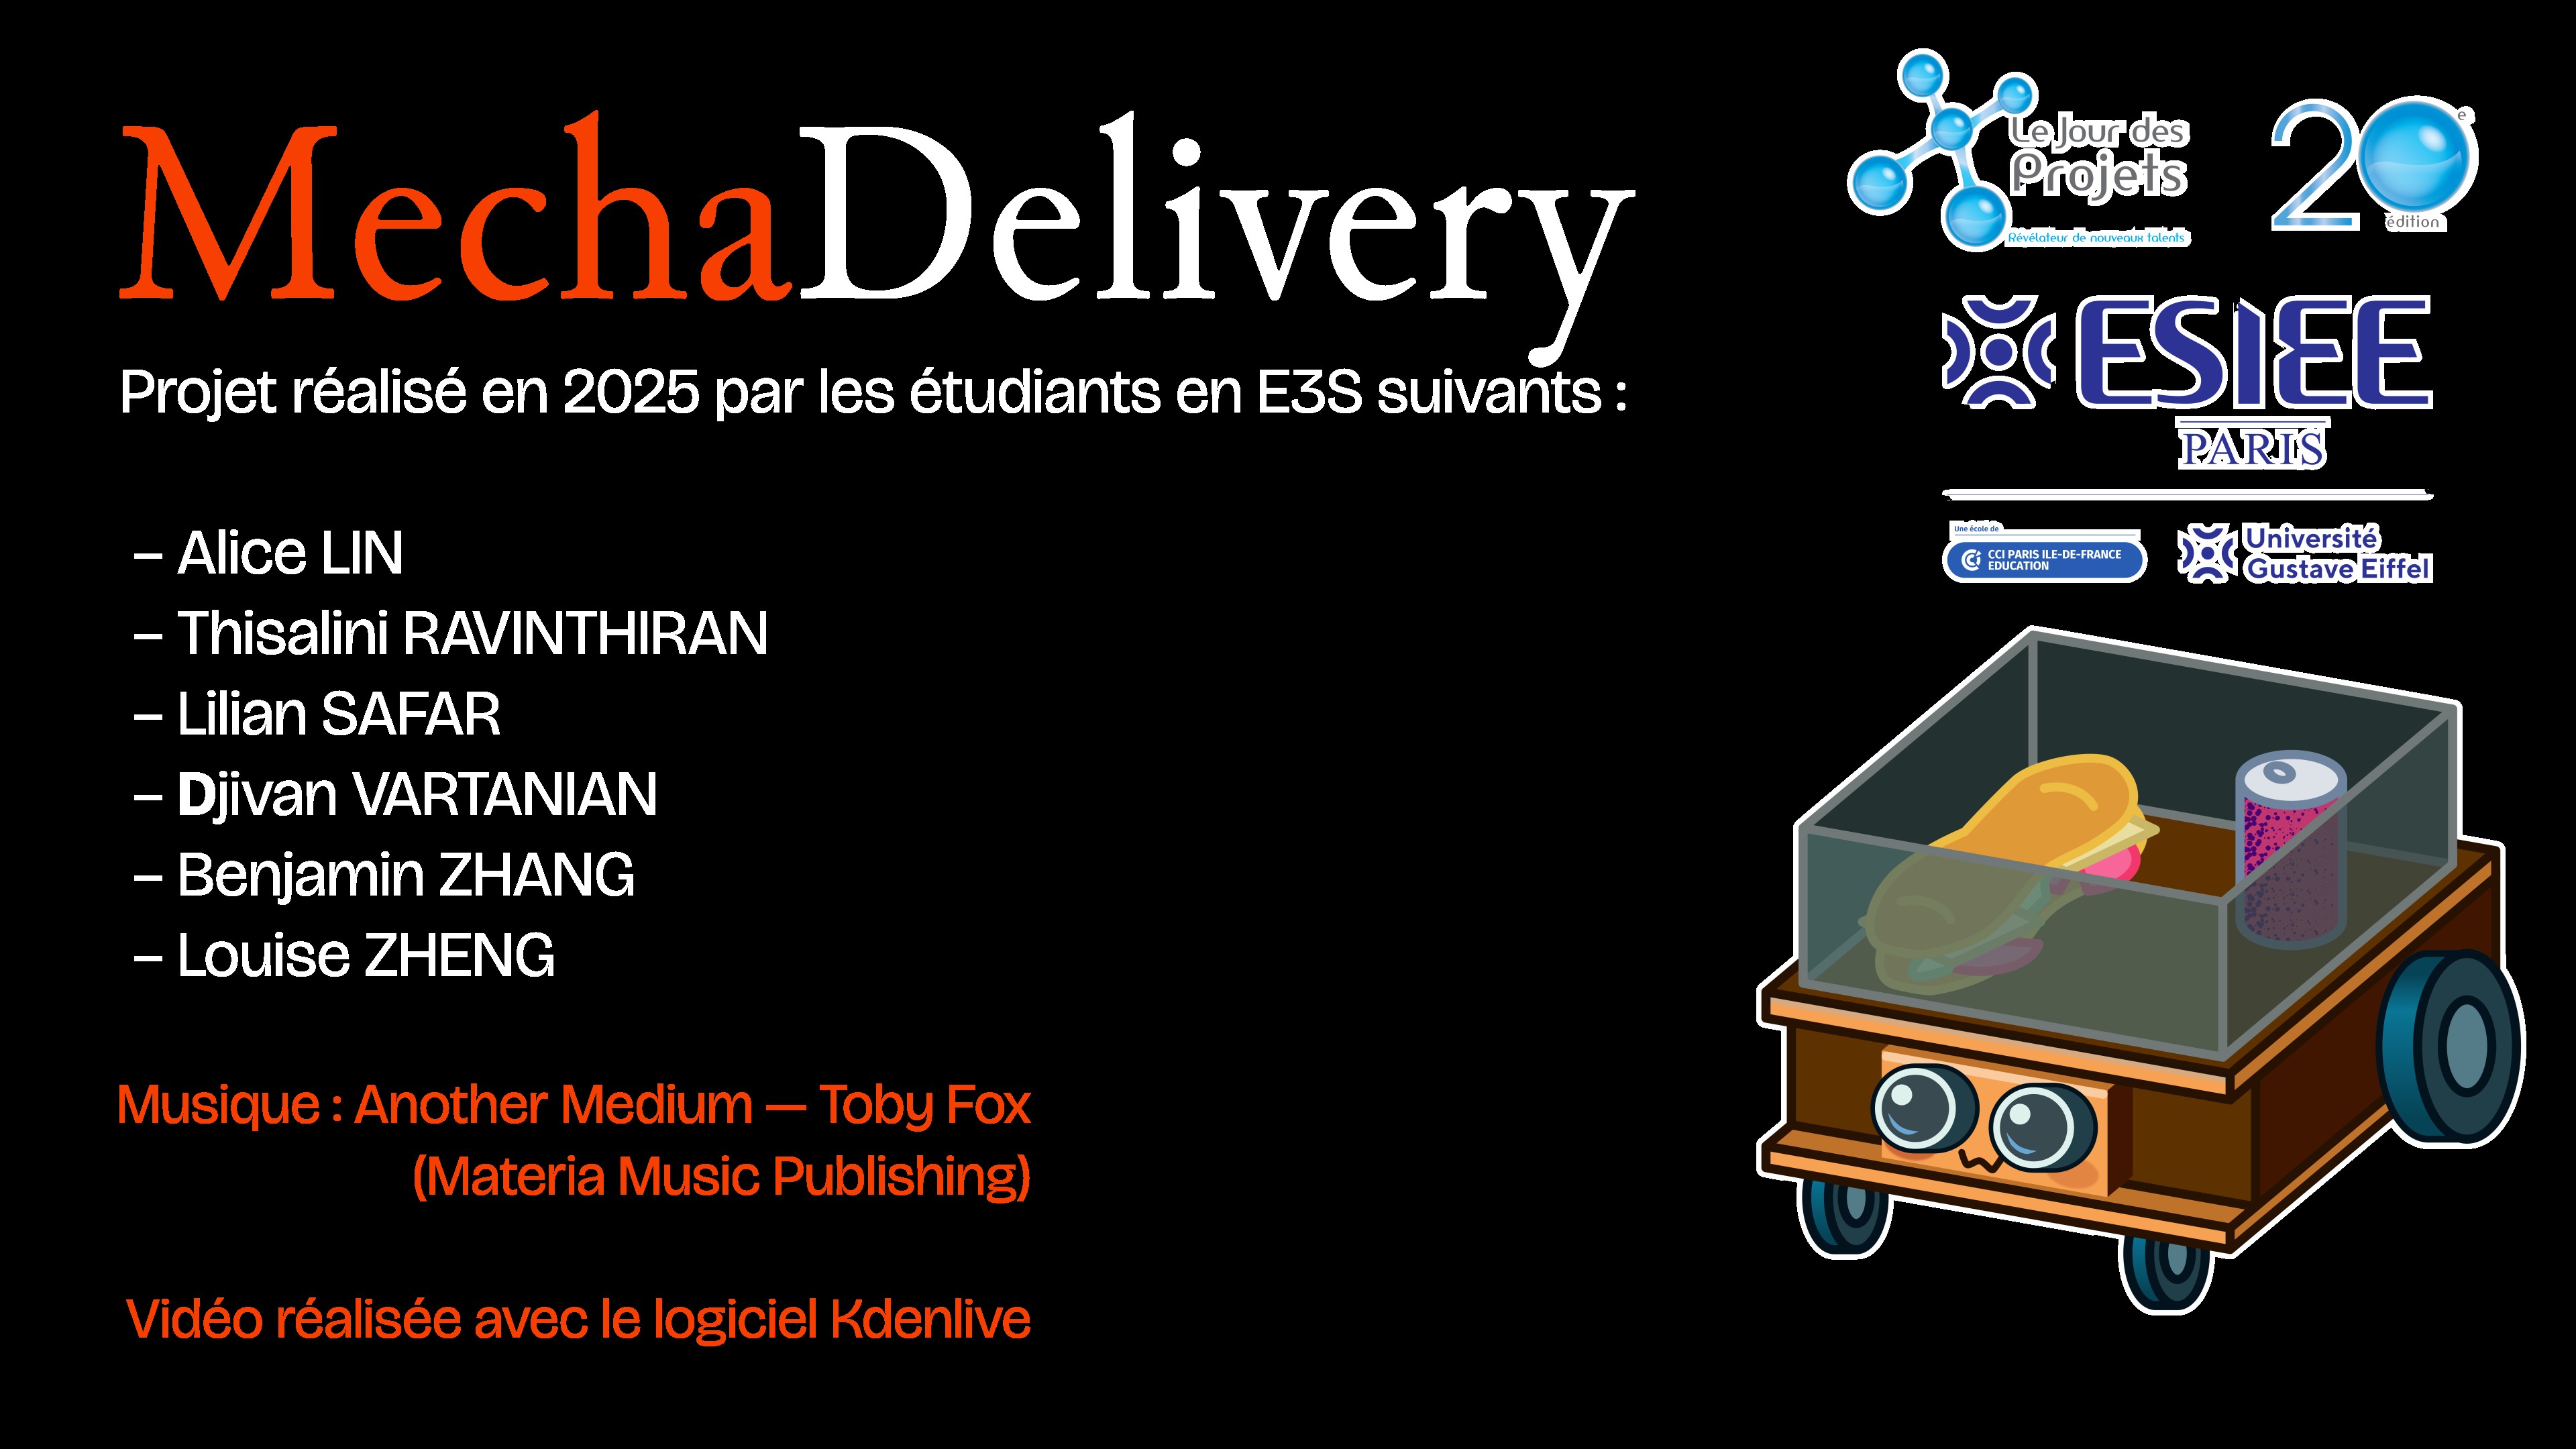 MechaDelivery
Projet réalisé en 2025 par les étudiants en E3S suivants :
– Alice LIN
– Thisalini RAVINTHIRAN
– Lilian SAFAR
– Djivan VARTANIAN
– Benjamin ZHANG
– Louise ZHENG
Musique : Another Medium — Toby Fox
(Materia Music Publishing)
Vidéo réalisée avec le logiciel Kdenlive
Le Jour des
Projets
Révélateur de nouveaux talents
20e
édition
ESIEE
PARIS
Une école de
CCI PARIS ILE-DE-FRANCE
EDUCATION
Université
Gustave Eiffel